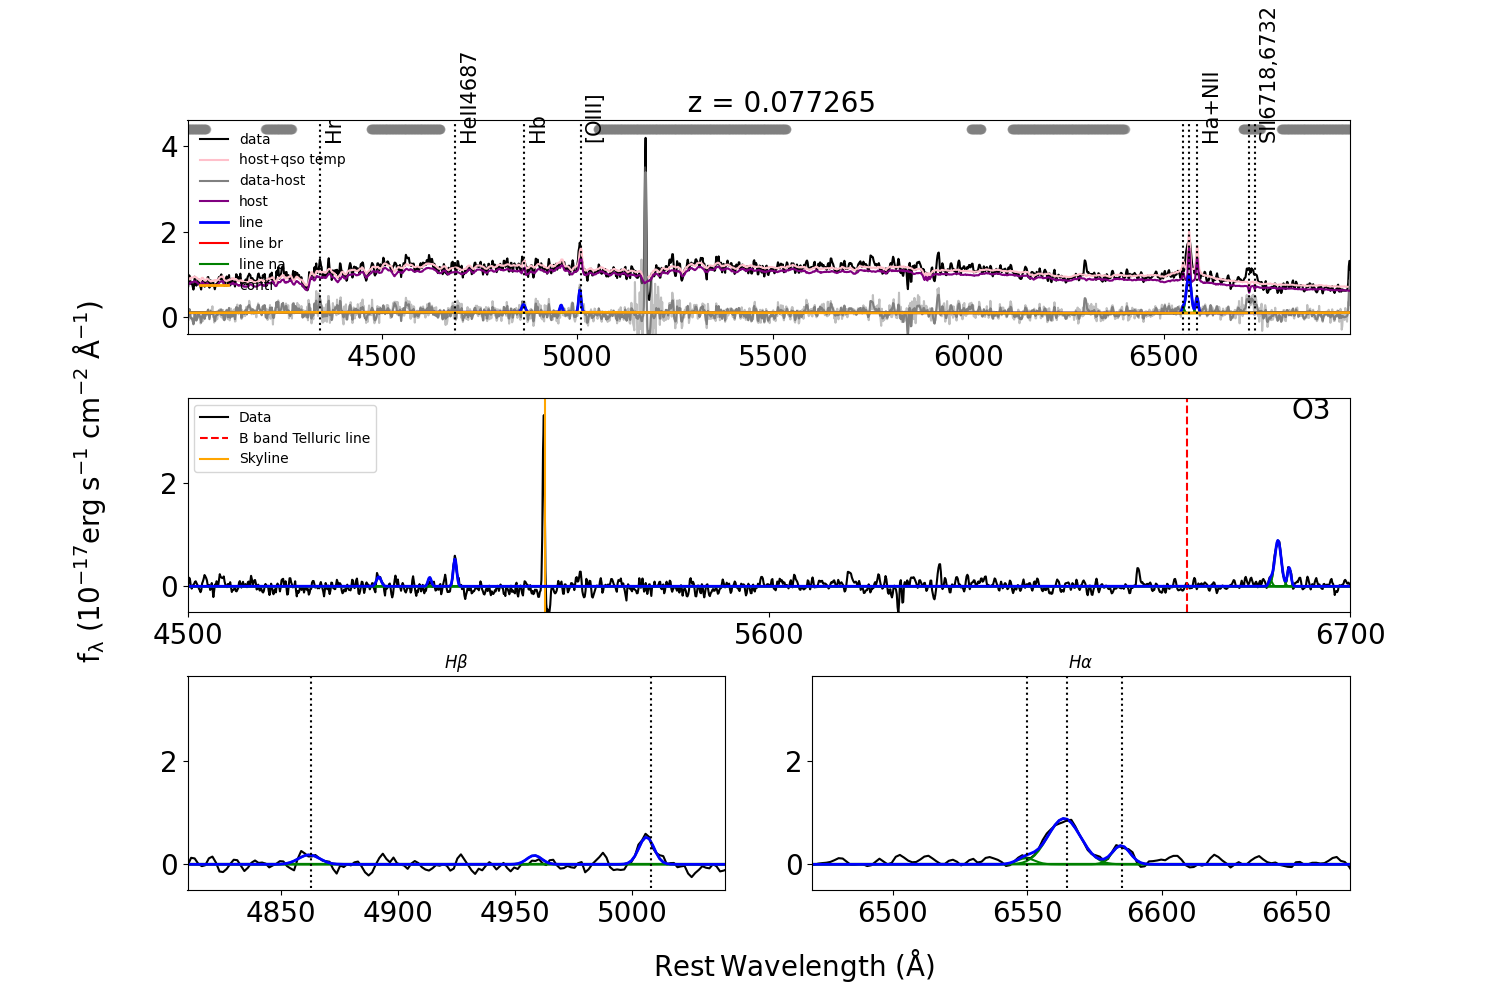 z = 0.077265
Hr
HeII4687
Hb
[OIII]
Ha+NII
SII6718,6732
data
host+qso temp
data-host
host
line
line br
line na
conti
4
2
0
4500
5000
5500
6000
6500
fλ (10⁻¹⁷erg s⁻¹ cm⁻² Å⁻¹)
O3
Data
B band Telluric line
Skyline
2
0
4500
5600
6700
Hβ
2
0
4850
4900
4950
5000
Hα
2
0
6500
6550
6600
6650
Rest Wavelength (Å)